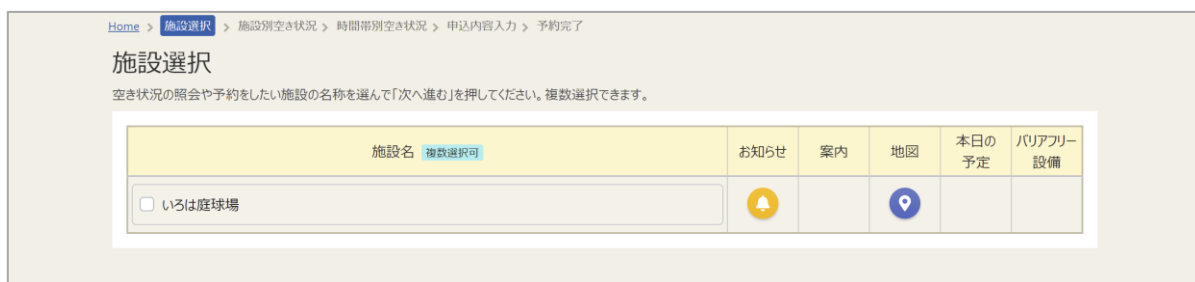 Home > 施設選択 > 施設別空き状況 > 時間帯別空き状況 > 申込内容入力 > 予約完了
施設選択
空き状況の照会や予約をしたい施設の名称を選んで「次へ進む」を押してください。複数選択できます。
施設名 複数選択可 お知らせ 案内 地図 本日の予定 バリアフリー設備
いろは庭球場